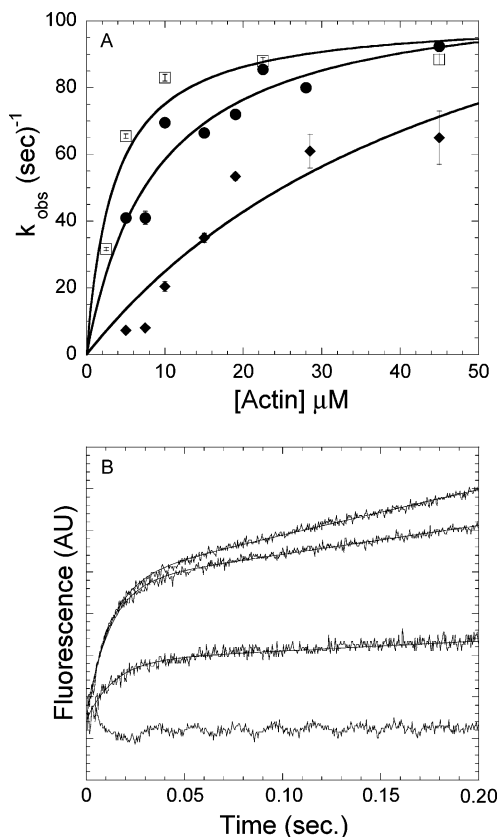 A
100
80
60
40
20
0
k obs (sec)-1
0 10 20 30 40 50
[Actin] μM
B
Fluorescence (AU)
0 0.05 0.10 0.15 0.20
Time (sec.)